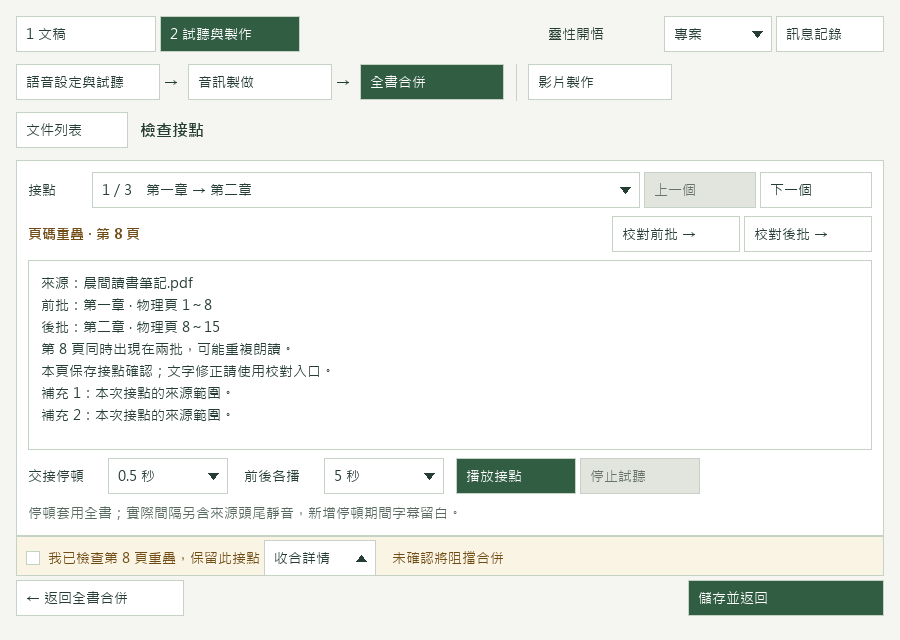 1 文稿
2 試聽與製作
靈性開悟
專案
訊息記錄
語音設定與試聽
→
音訊製做
→
全書合併
影片製作
文件列表
檢查接點
接點
1 / 3 第一章 → 第二章
上一個
下一個
頁碼重疊 · 第 8 頁
校對前批 →
校對後批 →
來源：晨間讀書筆記.pdf
前批：第一章 · 物理頁 1～8
後批：第二章 · 物理頁 8～15
第 8 頁同時出現在兩批，可能重複朗讀。
本頁保存接點確認；文字修正請使用校對入口。
補充 1：本次接點的來源範圍。
補充 2：本次接點的來源範圍。
交接停頓
0.5 秒
前後各播
5 秒
播放接點
停止試聽
停頓套用全書；實際間隔另含來源頭尾靜音，新增停頓期間字幕留白。
我已檢查第 8 頁重疊，保留此接點
收合詳情
未確認將阻擋合併
← 返回全書合併
儲存並返回